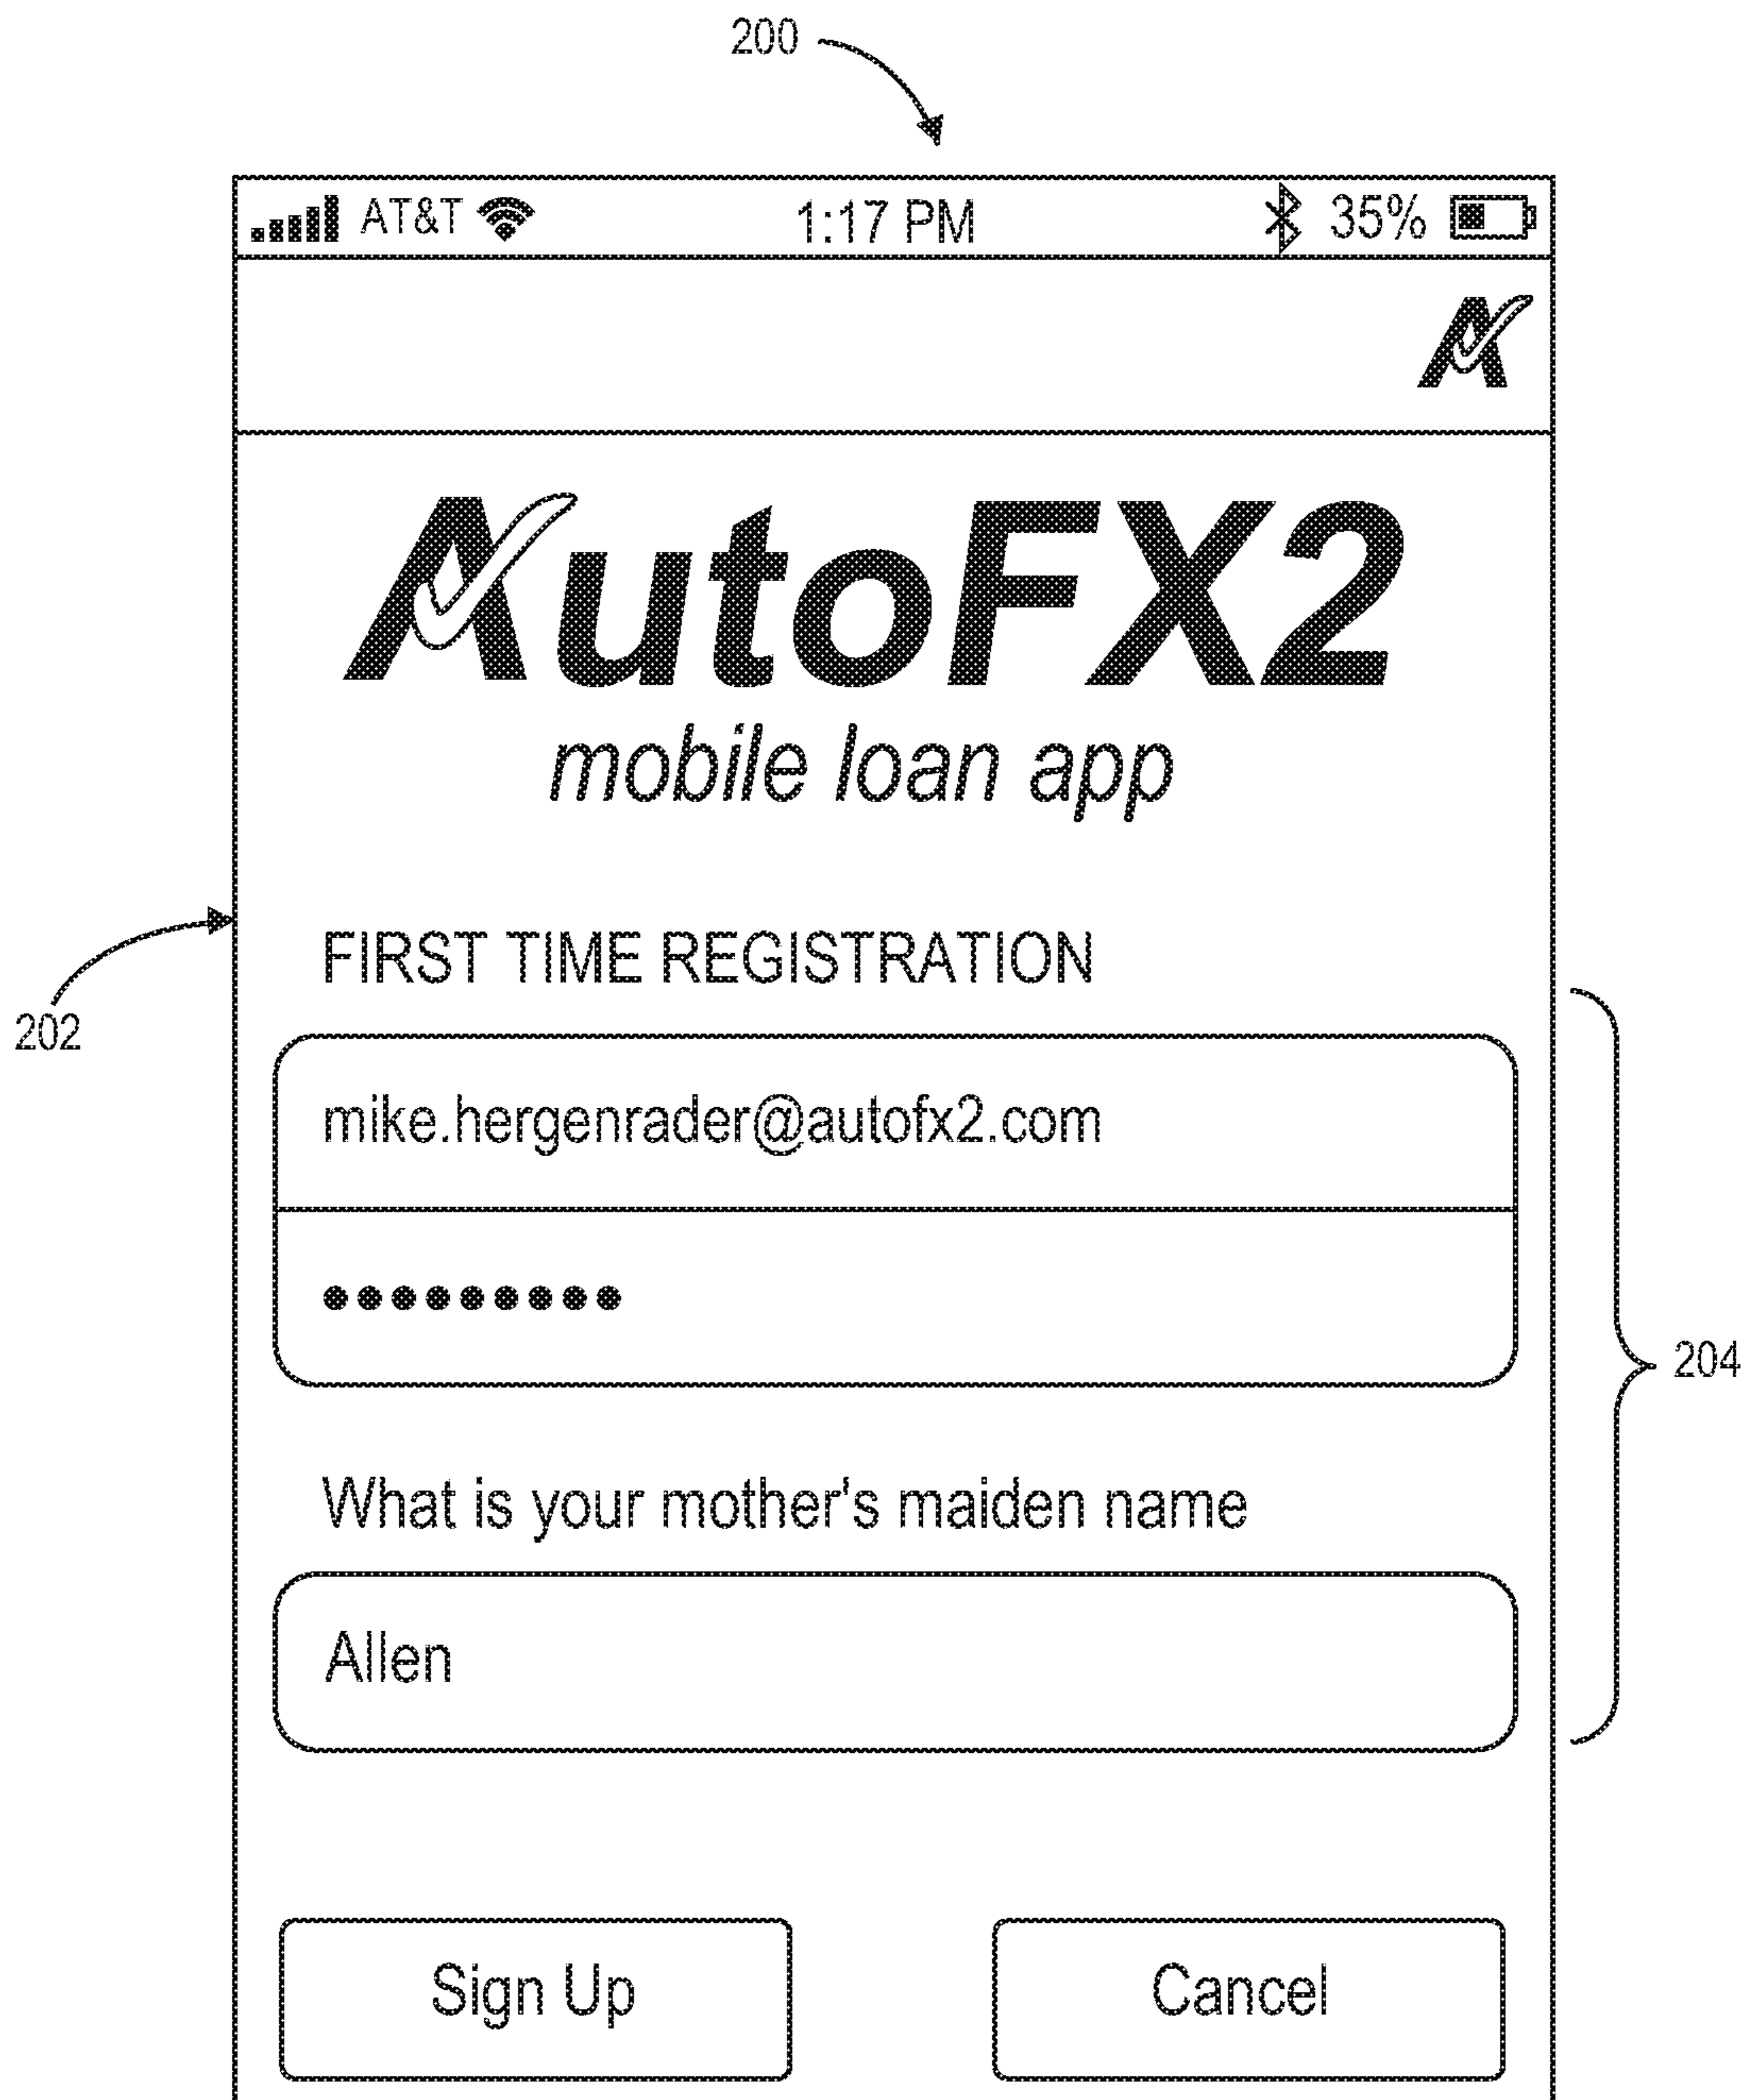 200
AT&T 1:17 PM 35%
AutoFX2
mobile loan app
FIRST TIME REGISTRATION
202
mike.hergenrader@autofx2.com
•••••••••
204
What is your mother's maiden name
Allen
Sign Up Cancel